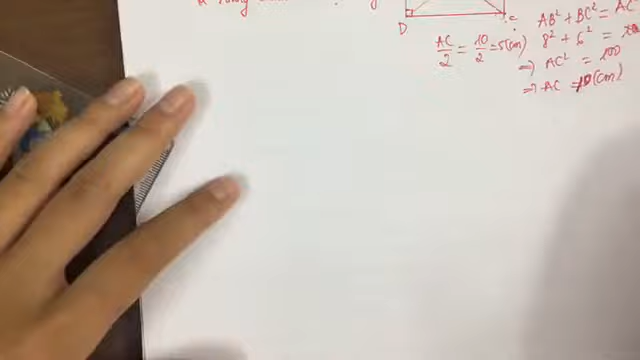 D
AB² + BC² = AC
8² + 6² =
AC/2 = 10/2 = 5(cm)
=> AC² = 100
=> AC = 10(cm)